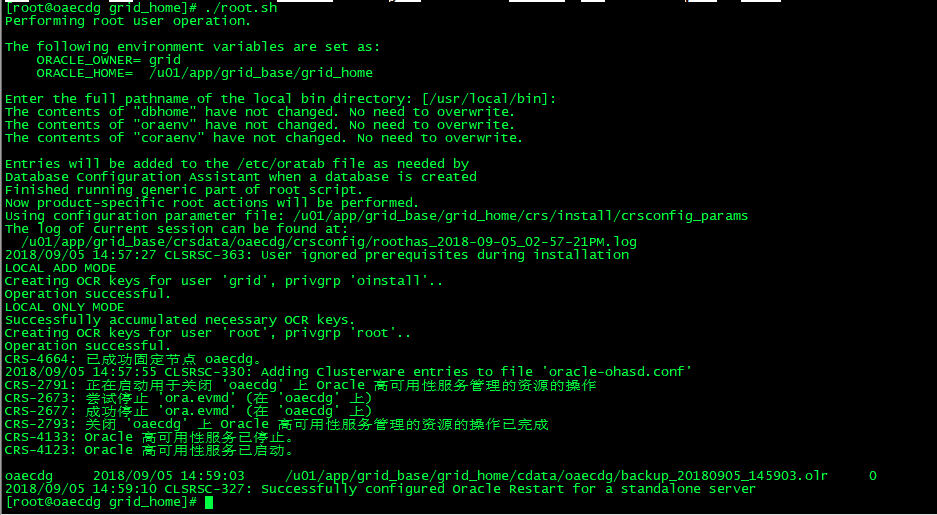 [root@oaecdg grid_home]# ./root.sh
Performing root user operation.
The following environment variables are set as:
ORACLE_OWNER= grid
ORACLE_HOME=  /u01/app/grid_base/grid_home
Enter the full pathname of the local bin directory: [/usr/local/bin]:
The contents of "dbhome" have not changed. No need to overwrite.
The contents of "oraenv" have not changed. No need to overwrite.
The contents of "coraenv" have not changed. No need to overwrite.
Entries will be added to the /etc/oratab file as needed by
Database Configuration Assistant when a database is created
Finished running generic part of root script.
Now product-specific root actions will be performed.
Using configuration parameter file: /u01/app/grid_base/grid_home/crs/install/crsconfig_params
The log of current session can be found at:
/u01/app/grid_base/crsdata/oaecdg/crsconfig/roothas_2018-09-05_02-57-21PM.log
2018/09/05 14:57:27 CLSRSC-363: User ignored prerequisites during installation
LOCAL ADD MODE
Creating OCR keys for user 'grid', privgrp 'oinstall'..
Operation successful.
LOCAL ONLY MODE
Successfully accumulated necessary OCR keys.
Creating OCR keys for user 'root', privgrp 'root'..
Operation successful.
CRS-4664: 已成功固定节点 oaecdg。
2018/09/05 14:57:55 CLSRSC-330: Adding Clusterware entries to file 'oracle-ohasd.conf'
CRS-2791: 正在启动用于关闭 'oaecdg' 上 Oracle 高可用性服务管理的资源的操作
CRS-2673: 尝试停止 'ora.evmd' (在 'oaecdg' 上)
CRS-2677: 成功停止 'ora.evmd' (在 'oaecdg' 上)
CRS-2793: 关闭 'oaecdg' 上 Oracle 高可用性服务管理的资源的操作已完成
CRS-4133: Oracle 高可用性服务已停止。
CRS-4123: Oracle 高可用性服务已启动。
oaecdg     2018/09/05 14:59:03     /u01/app/grid_base/grid_home/cdata/oaecdg/backup_20180905_145903.olr     0
2018/09/05 14:59:10 CLSRSC-327: Successfully configured Oracle Restart for a standalone server
[root@oaecdg grid_home]#